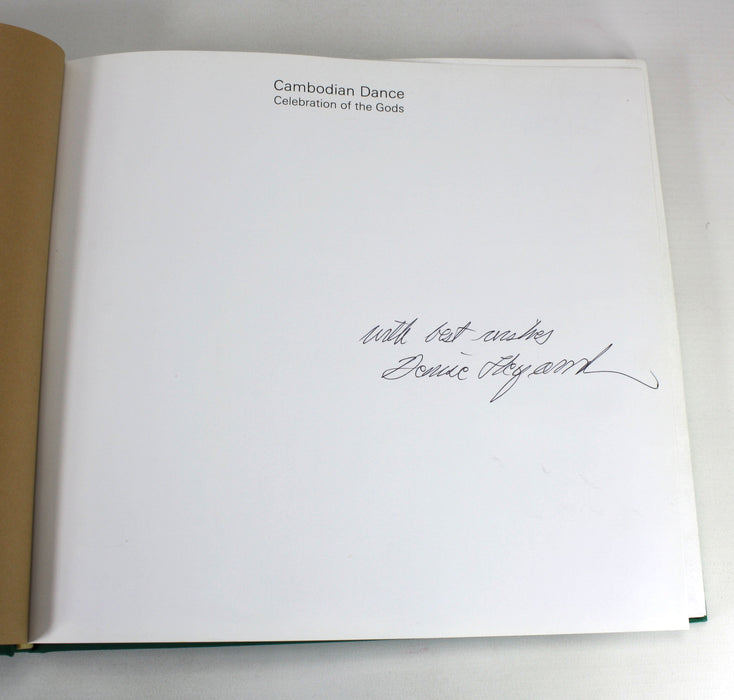 Cambodian Dance
Celebration of the Gods
with best wishes
Denise Heywood